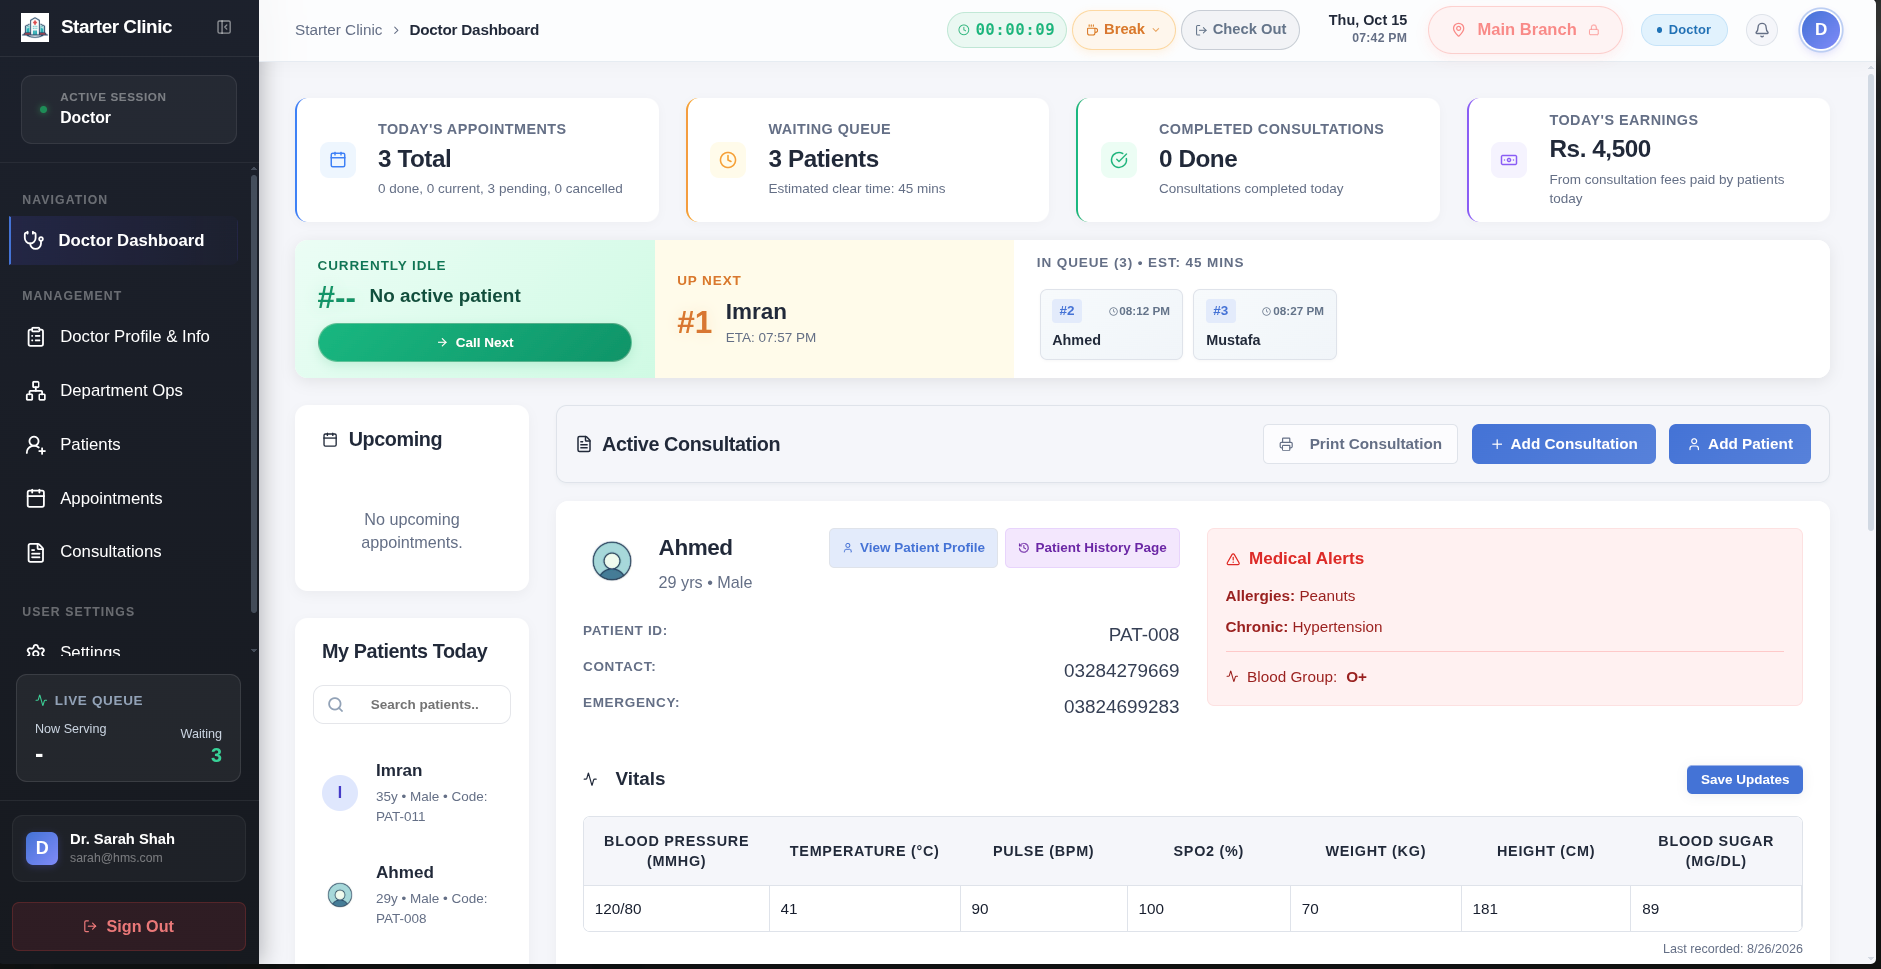 Starter Clinic
ACTIVE SESSION
Doctor
NAVIGATION
Doctor Dashboard
MANAGEMENT
Doctor Profile & Info
Department Ops
Patients
Appointments
Consultations
USER SETTINGS
Settings
LIVE QUEUE
Now Serving
Waiting
-
3
D
Dr. Sarah Shah
sarah@hms.com
Sign Out
Starter Clinic > Doctor Dashboard
00:00:09
Break
Check Out
Thu, Oct 15
07:42 PM
Main Branch
Doctor
D
TODAY'S APPOINTMENTS
3 Total
0 done, 0 current, 3 pending, 0 cancelled
WAITING QUEUE
3 Patients
Estimated clear time: 45 mins
COMPLETED CONSULTATIONS
0 Done
Consultations completed today
TODAY'S EARNINGS
Rs. 4,500
From consultation fees paid by patients
today
CURRENTLY IDLE
#-- No active patient
Call Next
UP NEXT
#1
Imran
ETA: 07:57 PM
IN QUEUE (3) • EST: 45 MINS
#2 08:12 PM
Ahmed
#3 08:27 PM
Mustafa
Upcoming
No upcoming
appointments.
My Patients Today
Search patients..
I
Imran
35y • Male • Code:
PAT-011
Ahmed
29y • Male • Code:
PAT-008
Active Consultation
Print Consultation
Add Consultation
Add Patient
Ahmed
29 yrs • Male
View Patient Profile
Patient History Page
PATIENT ID: PAT-008
CONTACT: 03284279669
EMERGENCY: 03824699283
Medical Alerts
Allergies: Peanuts
Chronic: Hypertension
Blood Group: O+
Vitals
Save Updates
BLOOD PRESSURE
(MMHG)
TEMPERATURE (°C)
PULSE (BPM)
SPO2 (%)
WEIGHT (KG)
HEIGHT (CM)
BLOOD SUGAR
(MG/DL)
120/80 41 90 100 70 181 89
Last recorded: 8/26/2026